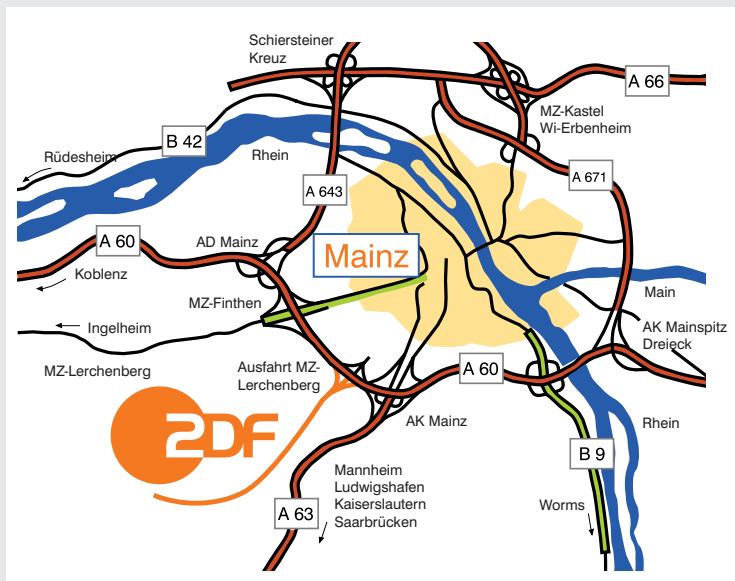 Schiersteiner
Kreuz
A 66
MZ-Kastel
Wi-Erbenheim
B 42
Rhein
Rüdesheim
A 643
A 671
A 60
AD Mainz
Mainz
Koblenz
MZ-Finthen
Main
Ingelheim
AK Mainspitz
Dreieck
MZ-Lerchenberg
Ausfahrt MZ-
Lerchenberg
A 60
2DF
AK Mainz
Rhein
B 9
Mannheim
Ludwigshafen
Kaiserslautern
Saarbrücken
A 63
Worms